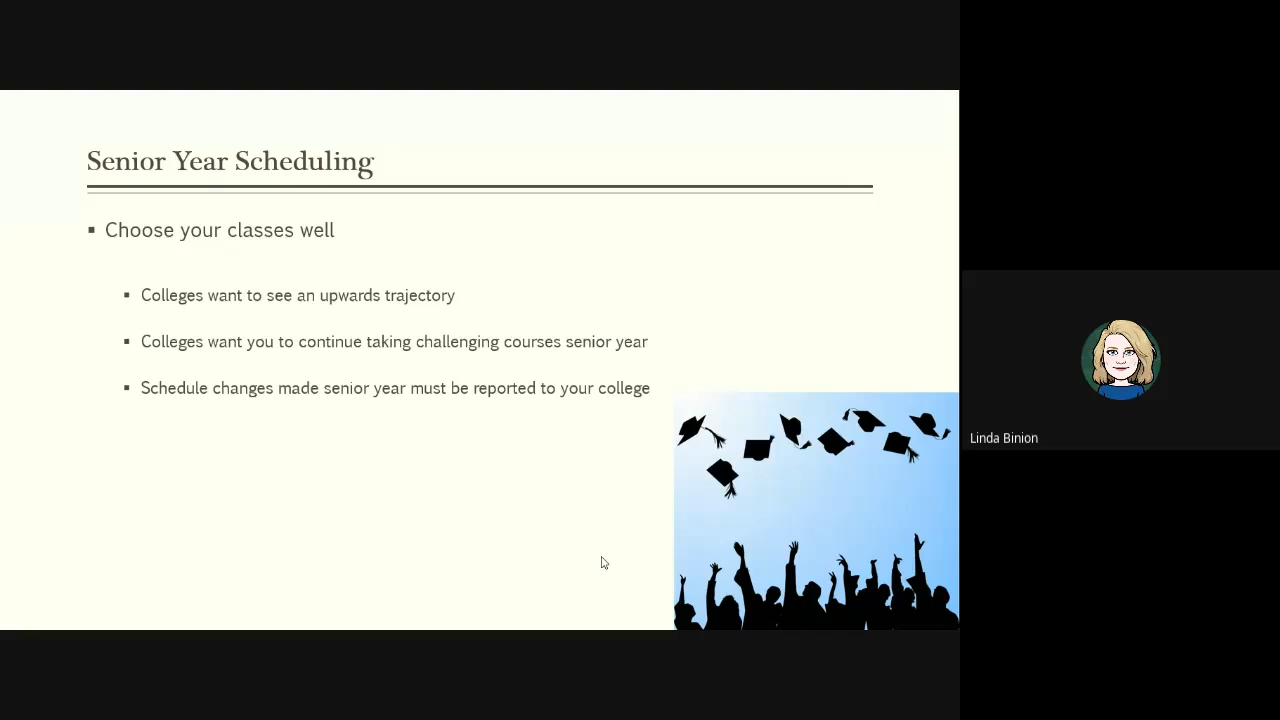 Senior Year Scheduling
▪ Choose your classes well
▪ Colleges want to see an upwards trajectory
▪ Colleges want you to continue taking challenging courses senior year
▪ Schedule changes made senior year must be reported to your college
Linda Binion